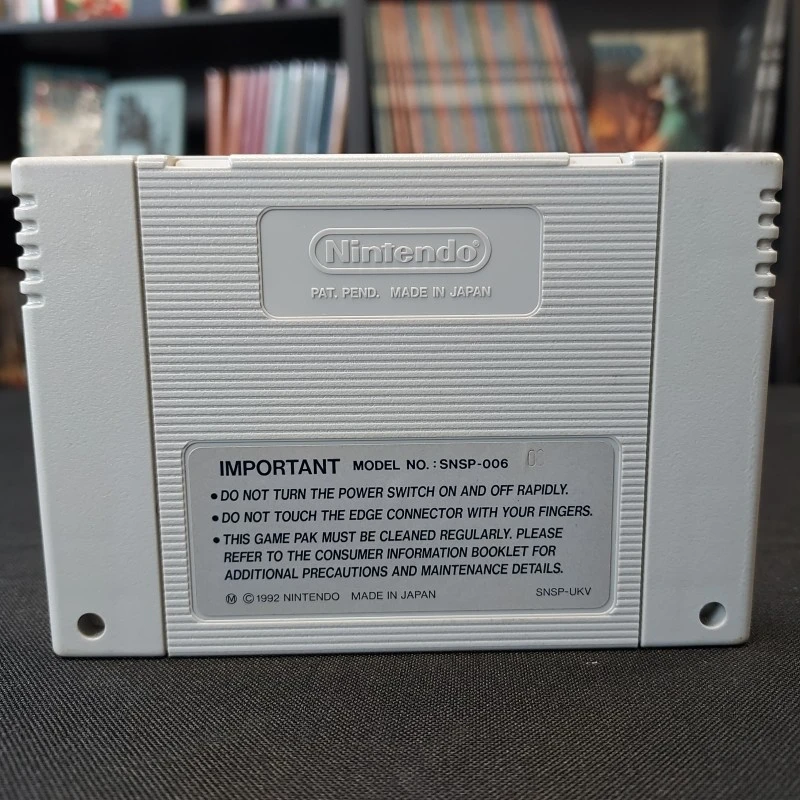 Nintendo®
PAT. PEND. MADE IN JAPAN
IMPORTANT MODEL NO.: SNSP-006
• DO NOT TURN THE POWER SWITCH ON AND OFF RAPIDLY.
• DO NOT TOUCH THE EDGE CONNECTOR WITH YOUR FINGERS.
• THIS GAME PAK MUST BE CLEANED REGULARLY. PLEASE
REFER TO THE CONSUMER INFORMATION BOOKLET FOR
ADDITIONAL PRECAUTIONS AND MAINTENANCE DETAILS.
Ⓜ © 1992 NINTENDO MADE IN JAPAN SNSP-UKV